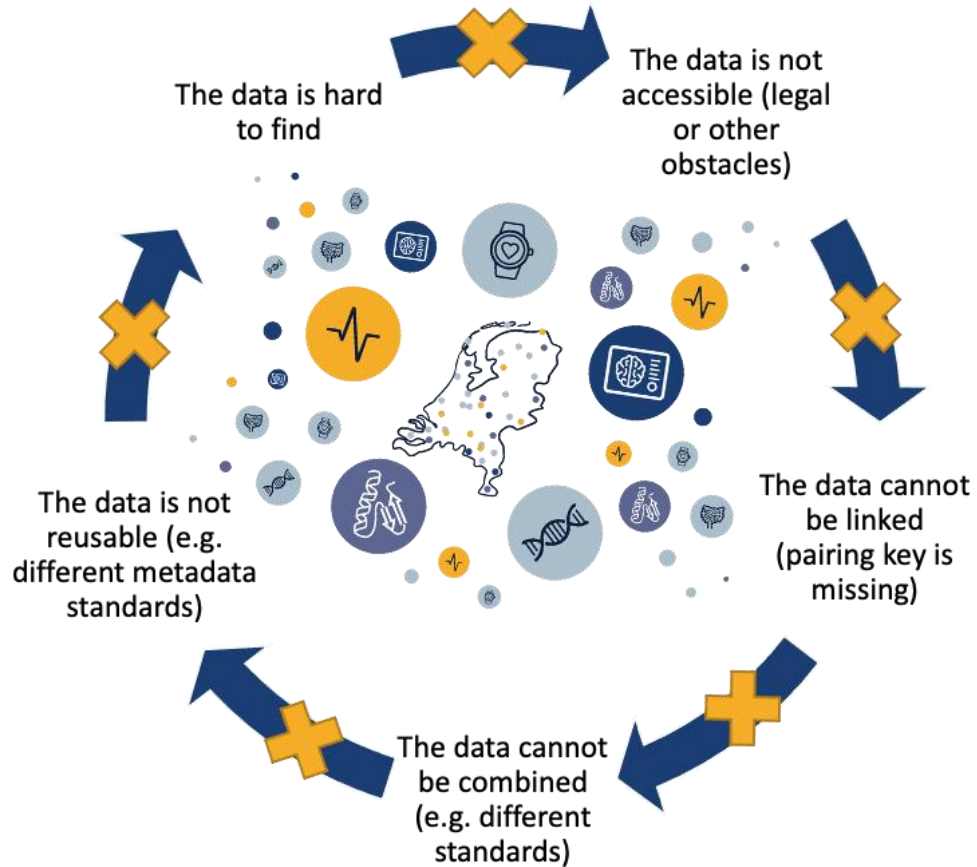 The data is hard
to find
The data is not
accessible (legal
or other
obstacles)
The data cannot
be linked
(pairing key is
missing)
The data cannot
be combined
(e.g. different
standards)
The data is not
reusable (e.g.
different metadata
standards)